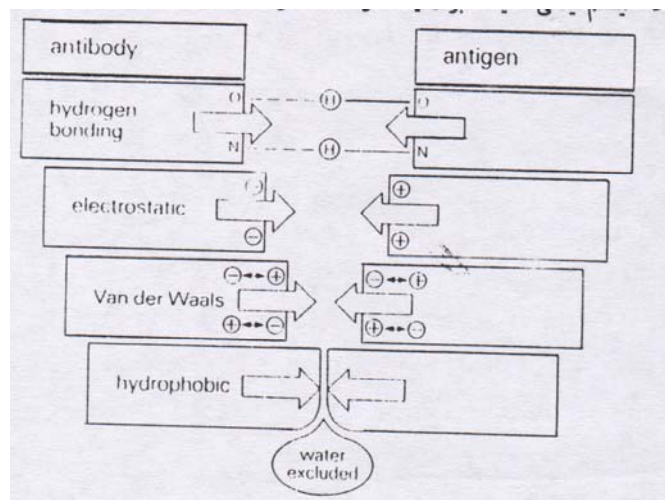 antibody
antigen
hydrogen
bonding
O
H
O
N
H
N
electrostatic
+
−
+
Van der Waals
− +
− +
+ −
+ −
hydrophobic
water
excluded